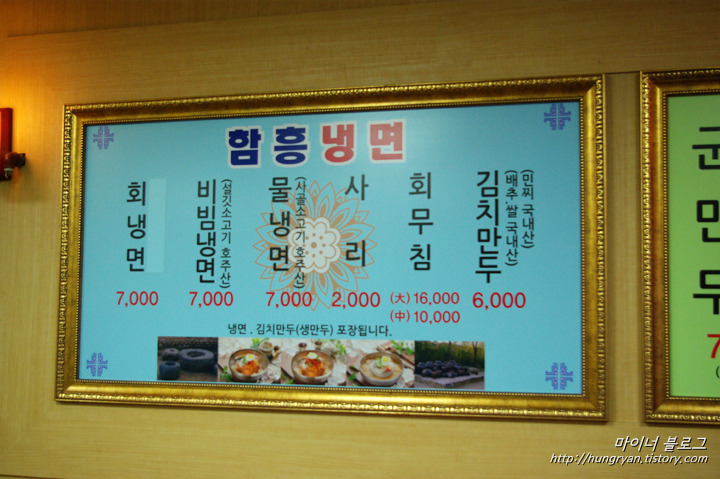 함흥냉면
회냉면
7,000
비빔냉면
(설깃소고기 호주산)
7,000
물냉면
(사골소고기 호주산)
7,000
사리
2,000
회무침
(大) 16,000
(中) 10,000
김치만두
(배추,쌀 국내산)
(민찌 국내산)
6,000
냉면 . 김치만두(생만두) 포장됩니다.
군만두
7
마이너 블로그
http://hungryan.tistory.com/